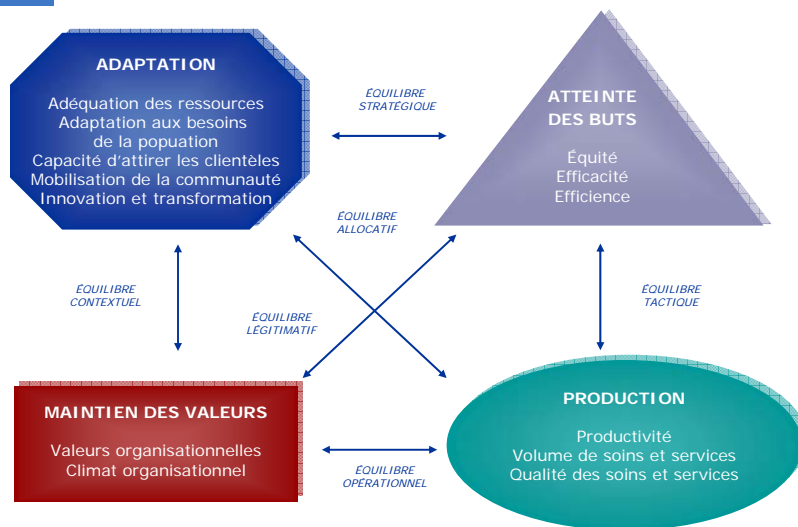 ADAPTATION
Adéquation des ressources
Adaptation aux besoins
de la popuation
Capacité d'attirer les clientèles
Mobilisation de la communauté
Innovation et transformation
ÉQUILIBRE
STRATÉGIQUE
ATTEINTE
DES BUTS
Équité
Efficacité
Efficience
ÉQUILIBRE
ALLOCATIF
ÉQUILIBRE
CONTEXTUEL
ÉQUILIBRE
LÉGITIMATIF
ÉQUILIBRE
TACTIQUE
MAINTIEN DES VALEURS
Valeurs organisationnelles
Climat organisationnel
ÉQUILIBRE
OPÉRATIONNEL
PRODUCTION
Productivité
Volume de soins et services
Qualité des soins et services